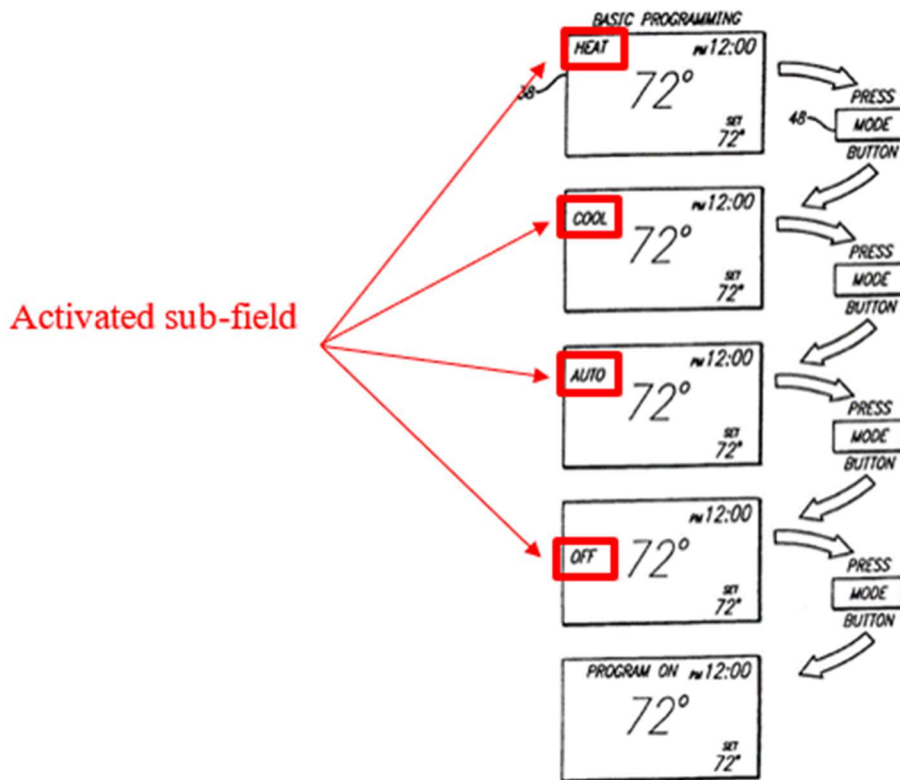 BASIC PROGRAMMING
HEAT PM 12:00
72°
38
SET
72°
PRESS
48 MODE
BUTTON
COOL PM 12:00
72°
SET
72°
PRESS
MODE
BUTTON
Activated sub-field
AUTO PM 12:00
72°
SET
72°
PRESS
MODE
BUTTON
PM 12:00
OFF 72°
SET
72°
PRESS
MODE
BUTTON
PROGRAM ON PM 12:00
72°
SET
72°